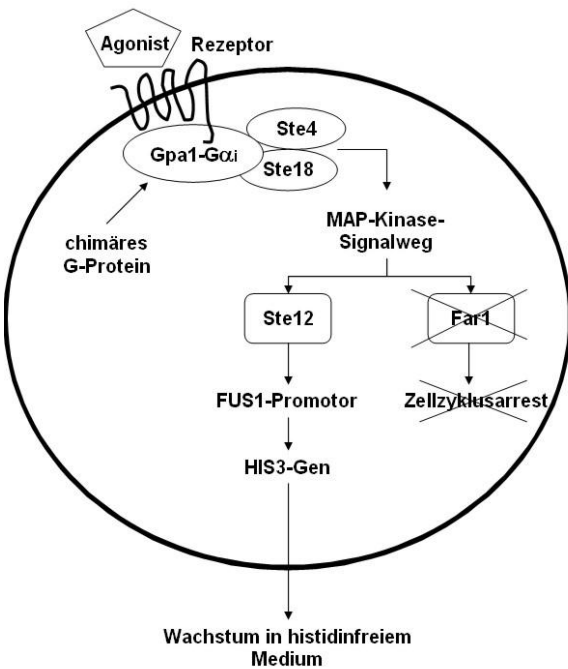 Agonist
Rezeptor
Gpa1-Gαi
Ste4
Ste18
chimäres
G-Protein
MAP-Kinase-
Signalweg
Ste12
Far1
FUS1-Promotor
Zellzyklusarrest
HIS3-Gen
Wachstum in histidinfreiem
Medium